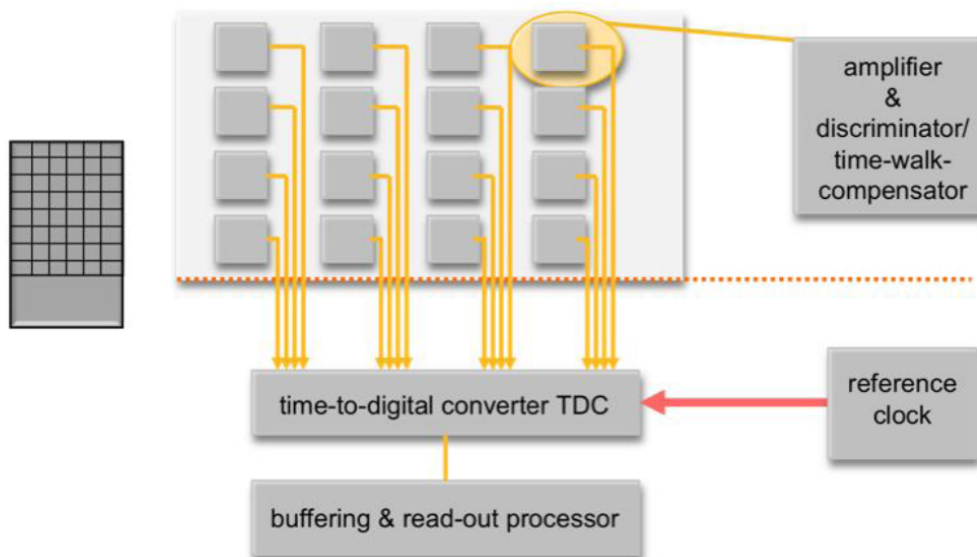 amplifier
&
discriminator/
time-walk-
compensator
time-to-digital converter TDC
reference
clock
buffering & read-out processor